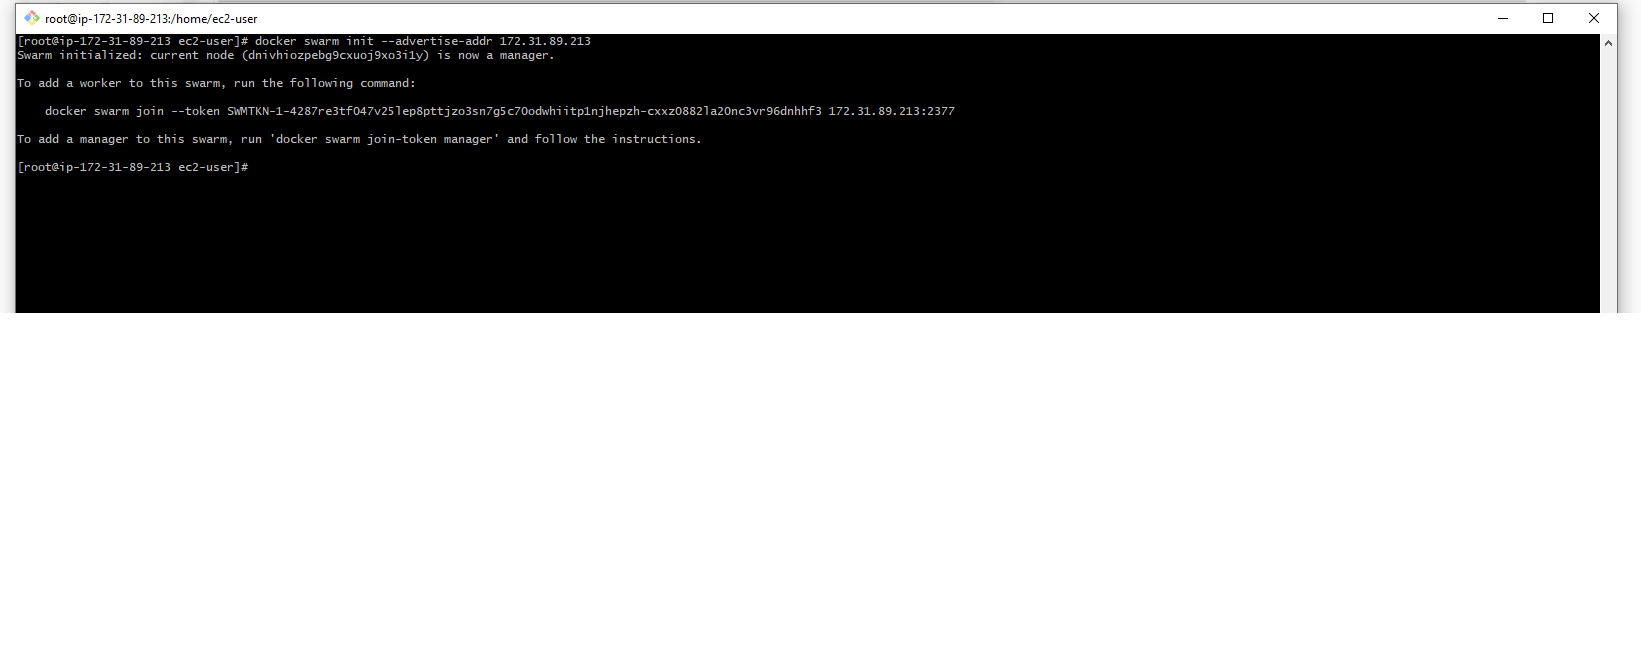 root@ip-172-31-89-213:/home/ec2-user
[root@ip-172-31-89-213 ec2-user]# docker swarm init --advertise-addr 172.31.89.213
Swarm initialized: current node (dnivhiozpebg9cxuoj9xo3i1y) is now a manager.
To add a worker to this swarm, run the following command:
docker swarm join --token SWMTKN-1-4287re3tf047v25lep8pttjzo3sn7g5c70odwhiitp1njhepzh-cxxz0882la20nc3vr96dnhhf3 172.31.89.213:2377
To add a manager to this swarm, run 'docker swarm join-token manager' and follow the instructions.
[root@ip-172-31-89-213 ec2-user]#